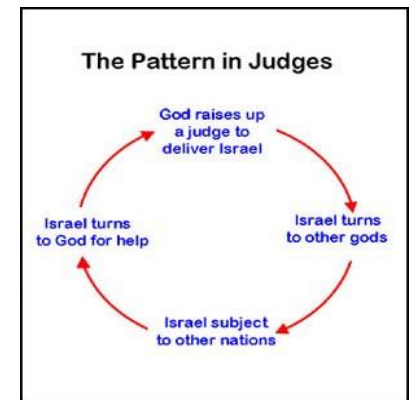 The Pattern in Judges
God raises up
a judge to
deliver Israel
Israel turns
to other gods
Israel subject
to other nations
Israel turns
to God for help